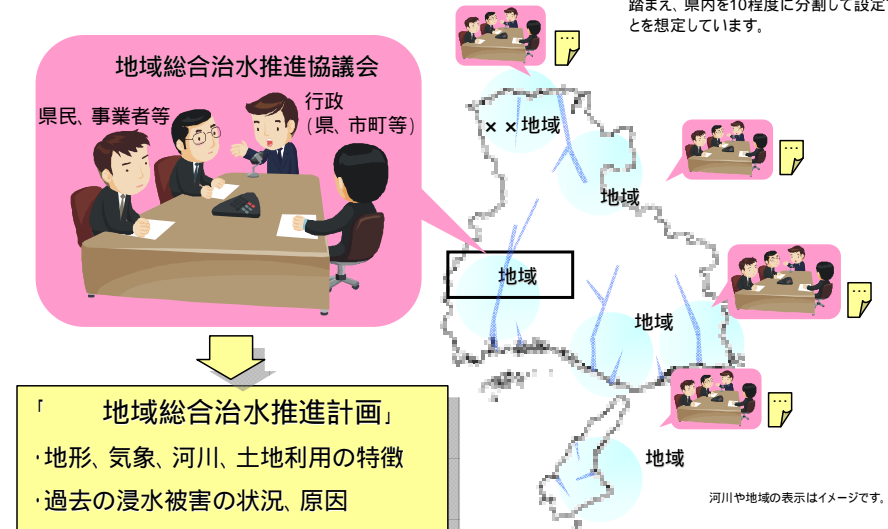 踏まえ、県内を10程度に分割して設定
とを想定しています。
地域総合治水推進協議会
県民、事業者等
行政
(県、市町等)
××地域
地域
地域
地域
地域
「　　地域総合治水推進計画」
・地形、気象、河川、土地利用の特徴
・過去の浸水被害の状況、原因
河川や地域の表示はイメージです。